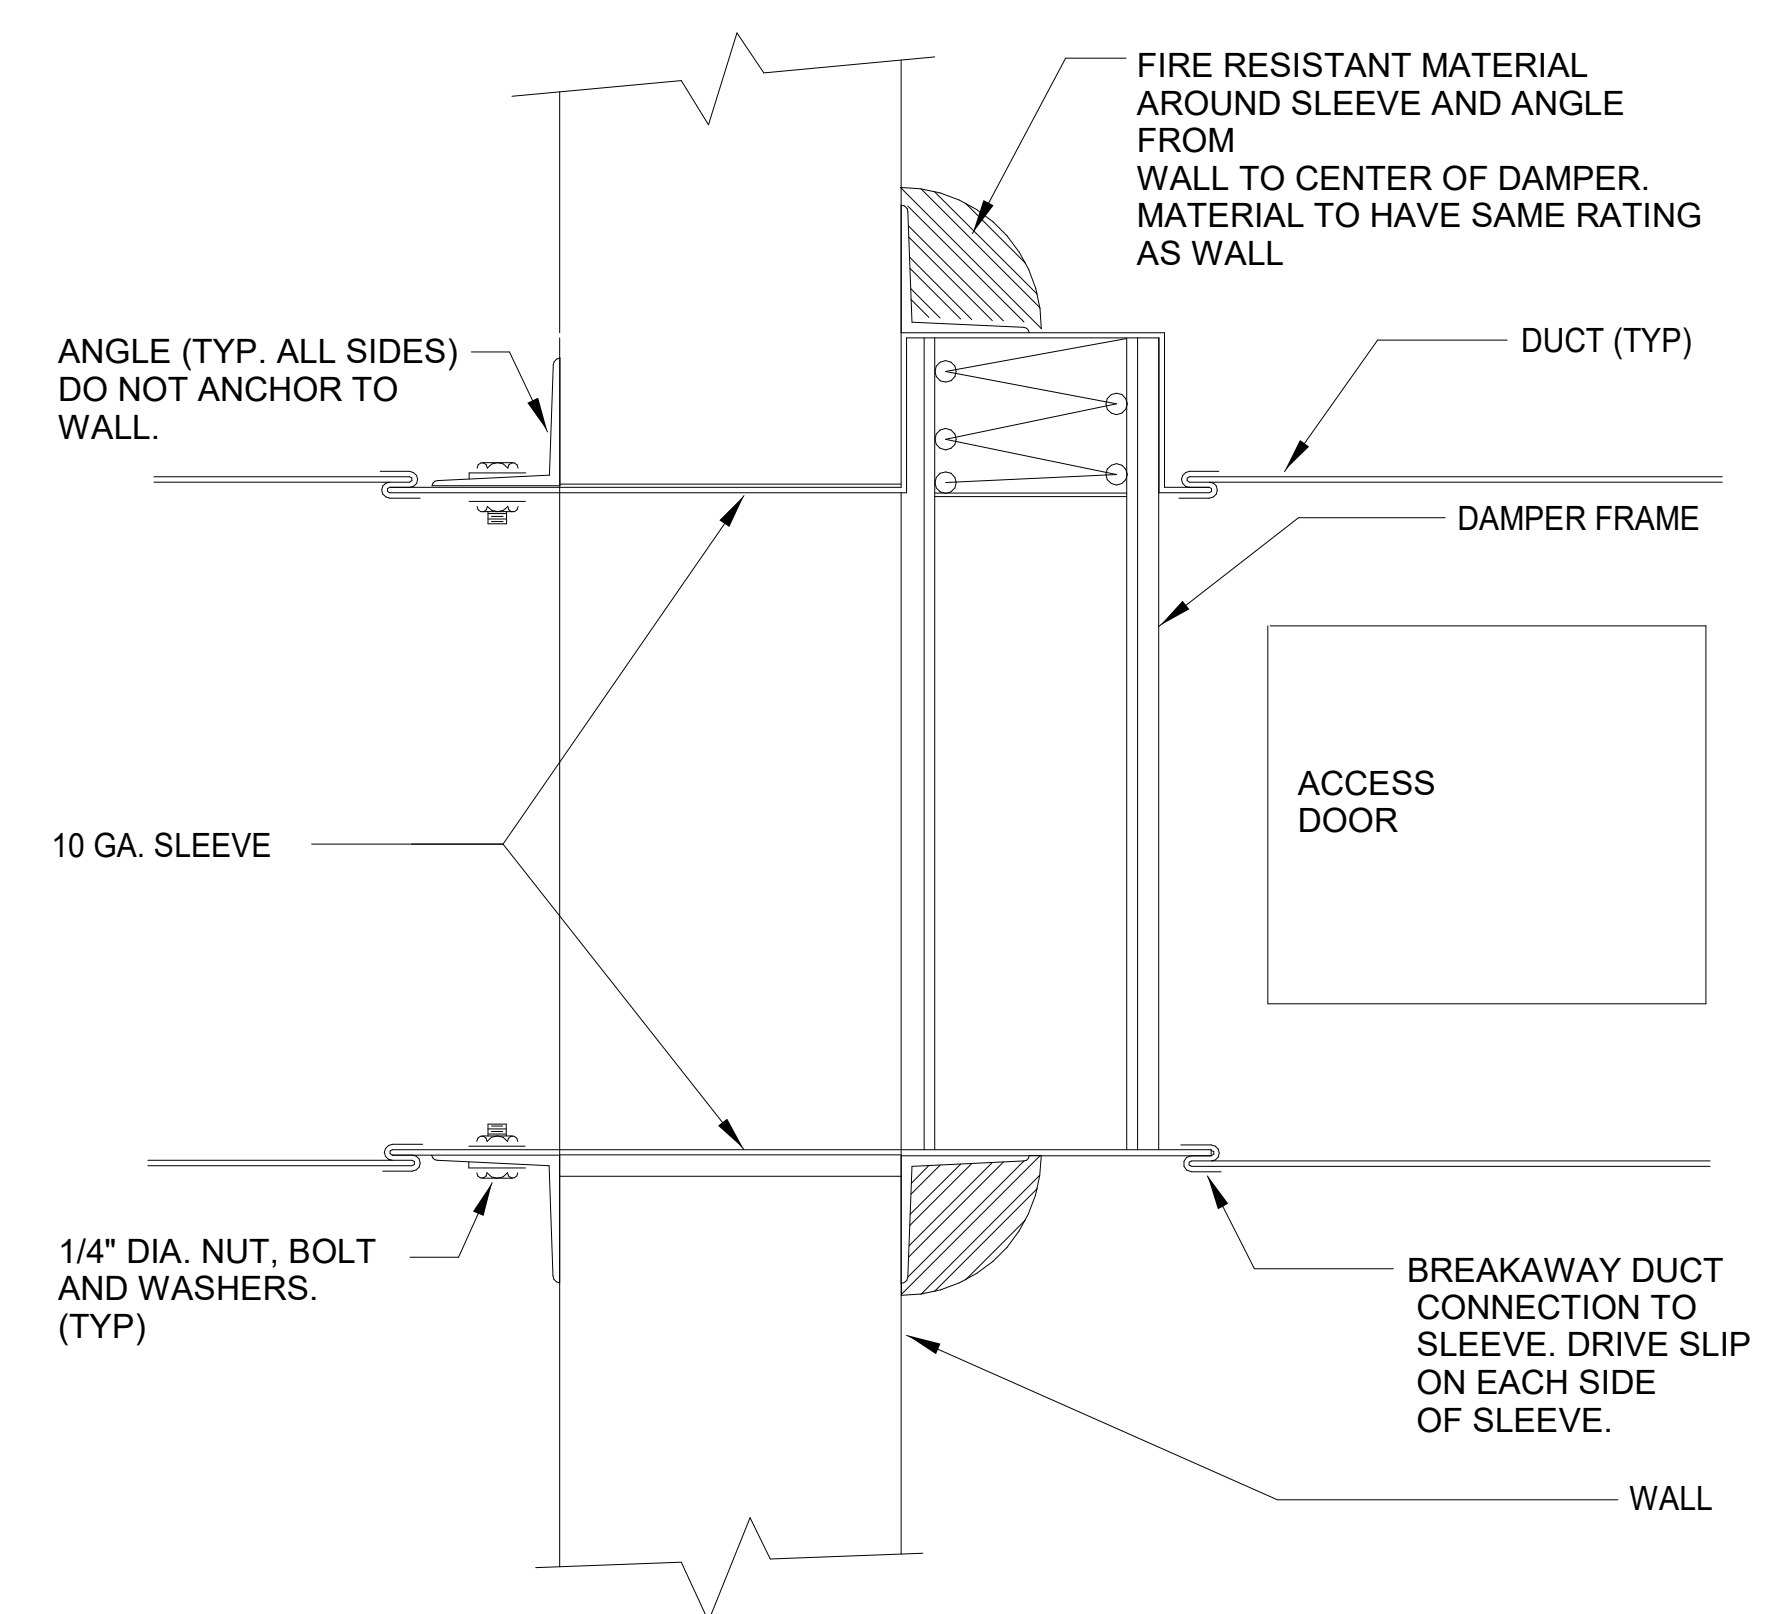 FIRE RESISTANT MATERIAL
AROUND SLEEVE AND ANGLE
FROM
WALL TO CENTER OF DAMPER.
MATERIAL TO HAVE SAME RATING
AS WALL
ANGLE (TYP. ALL SIDES)
DO NOT ANCHOR TO
WALL.
DUCT (TYP)
DAMPER FRAME
ACCESS
DOOR
10 GA. SLEEVE
1/4" DIA. NUT, BOLT
AND WASHERS.
(TYP)
BREAKAWAY DUCT
CONNECTION TO
SLEEVE. DRIVE SLIP
ON EACH SIDE
OF SLEEVE.
WALL